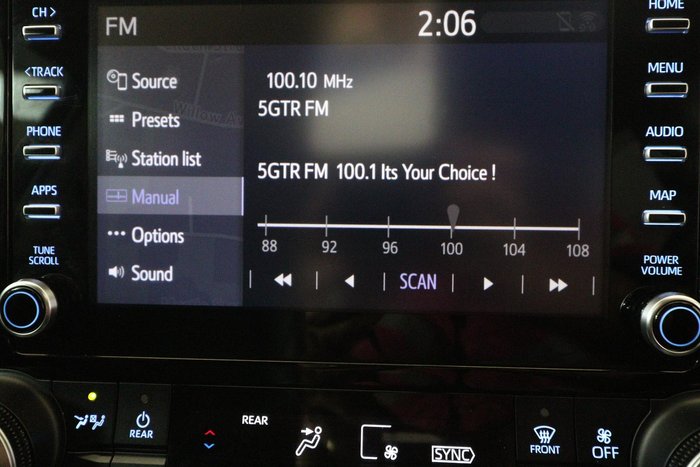 CH >
FM
2:06
HOME
< TRACK
Source
100.10 MHz
MENU
5GTR FM
PHONE
Presets
AUDIO
Station list
5GTR FM 100.1 Its Your Choice !
APPS
Manual
MAP
88 92 96 100 104 108
TUNE
SCROLL
Options
POWER
VOLUME
Sound
SCAN
REAR
REAR
SYNC
FRONT
OFF